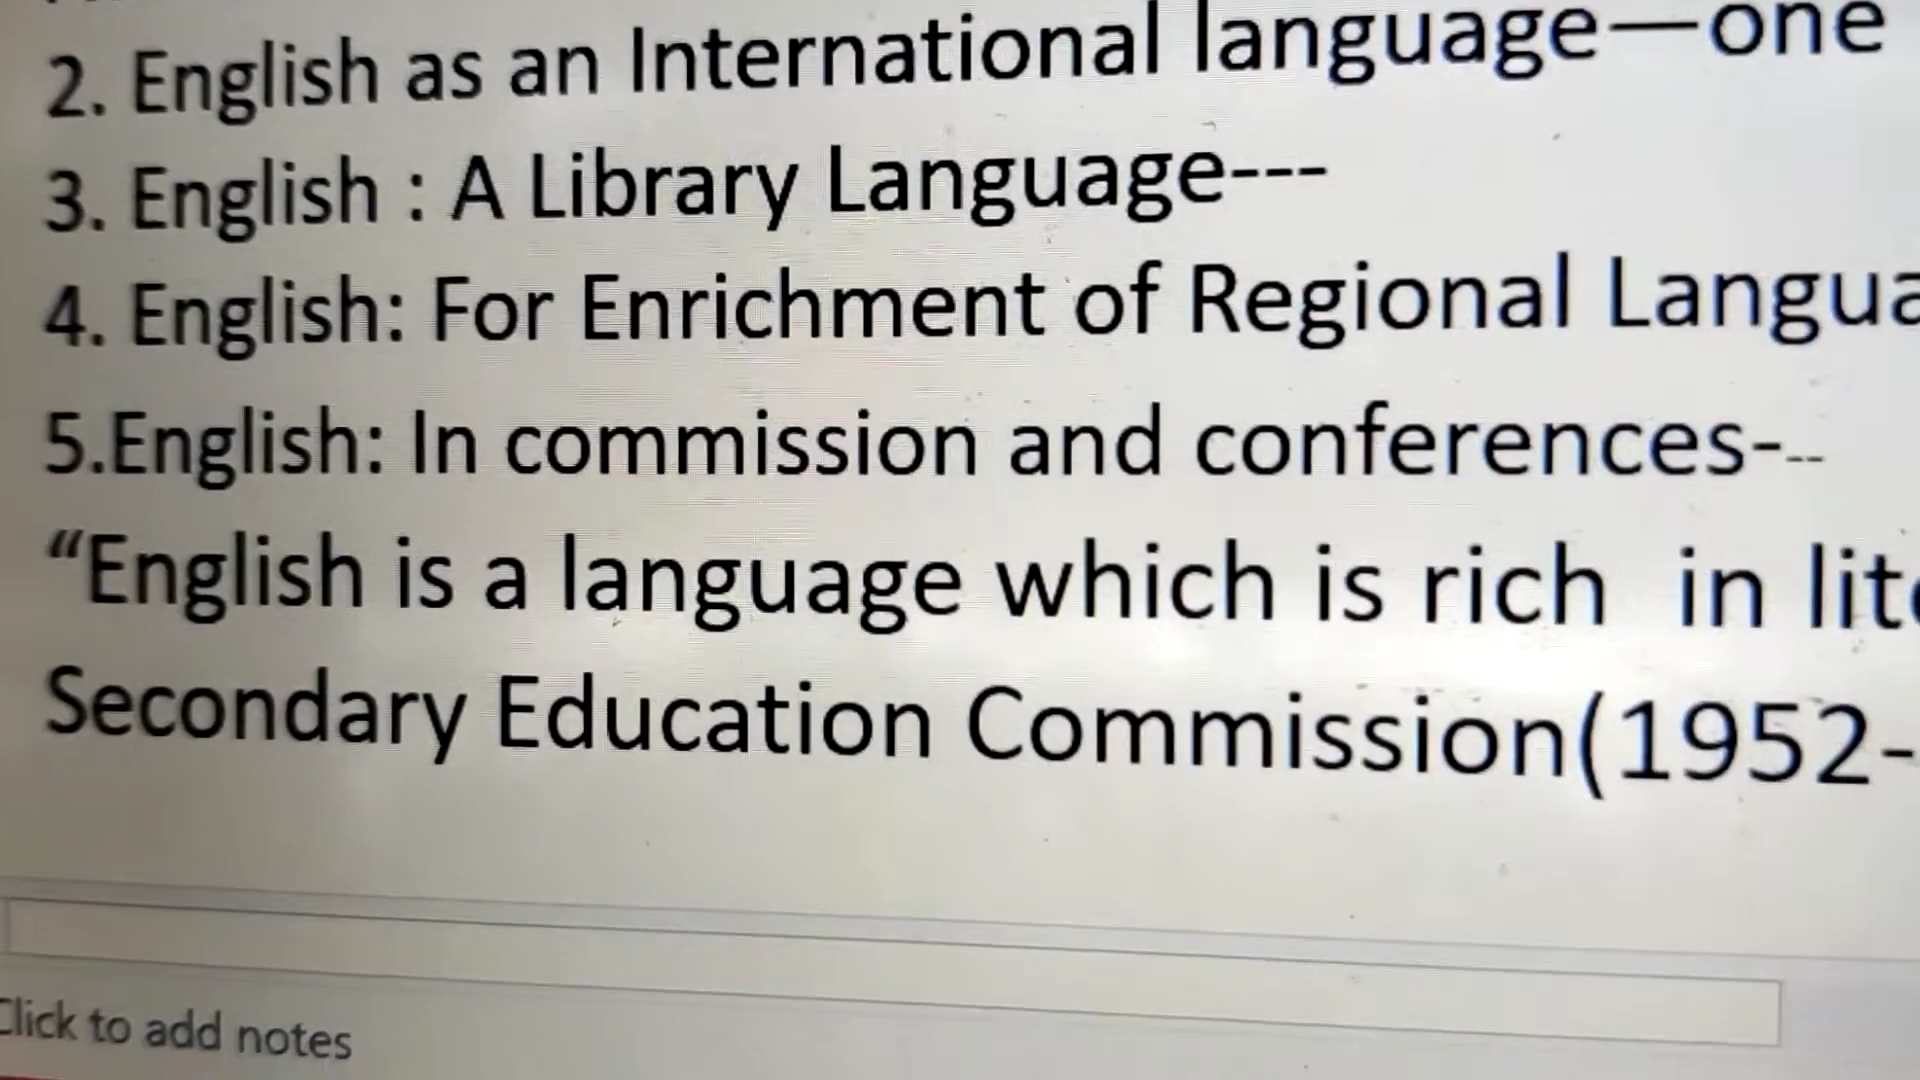 2. English as an International language—one
3. English : A Library Language---
4. English: For Enrichment of Regional
5.English: In commission and conferences---
“English is a language which is rich in
Secondary Education Commission(1952-
Click to add notes